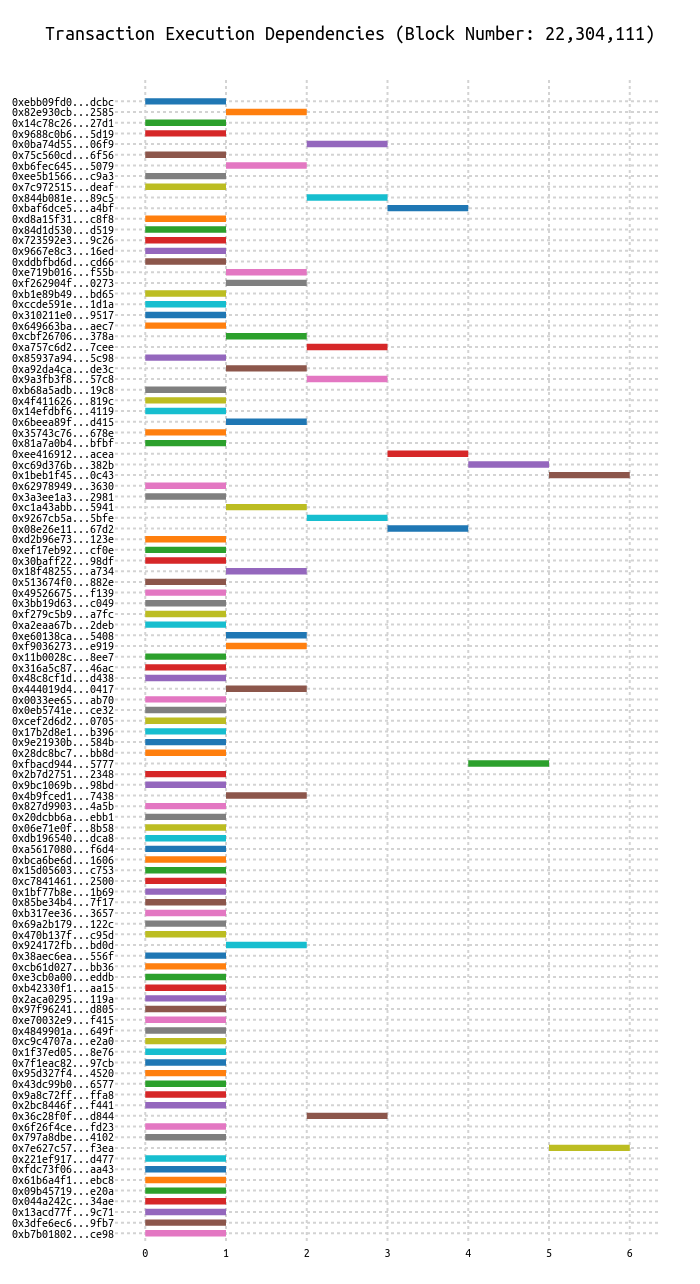 Transaction Execution Dependencies (Block Number: 22,304,111)
0xebb09fd0...dcbc
0x82e930cb...2585
0x14c78c26...27d1
0x9688c0b6...5d19
0x0ba74d55...06f9
0x75c560cd...6f56
0xb6fec645...5079
0xee5b1566...c9a3
0x7c972515...deaf
0x844b081e...89c5
0xbaf6dce5...a4bf
0xd8a15f31...c8f8
0x84d1d530...d519
0x723592e3...9c26
0x9667e8c3...16ed
0xddbfbd6d...cd66
0xe719b016...f55b
0xf262904f...0273
0xb1e89b49...bd65
0xccde591e...1d1a
0x310211e0...9517
0x649663ba...aec7
0xcbf26706...378a
0xa757c6d2...7cee
0x85937a94...5c98
0xa92da4ca...de3c
0x9a3fb3f8...57c8
0xb68a5adb...19c8
0x4f411626...819c
0x14efdbf6...4119
0x6beea89f...d415
0x35743c76...678e
0x81a7a0b4...bfbf
0xee416912...acea
0xc69d376b...382b
0x1beb1f45...0c43
0x62978949...3630
0x3a3ee1a3...2981
0xc1a43abb...5941
0x9267cb5a...5bfe
0x08e26e11...67d2
0xd2b96e73...123e
0xef17eb92...cf0e
0x30baff22...98df
0x18f48255...a734
0x513674f0...882e
0x49526675...f139
0x3bb19d63...c049
0xf279c5b9...a7fc
0xa2eaa67b...2deb
0xe60138ca...5408
0xf9036273...e919
0x11b0028c...8ee7
0x316a5c87...46ac
0x48c8cf1d...d438
0x444019d4...0417
0x0033ee65...ab70
0x0eb5741e...ce32
0xcef2d6d2...0705
0x17b2d8e1...b396
0x9e21930b...584b
0x28dc8bc7...bb8d
0xfbacd944...5777
0x2b7d2751...2348
0x9bc1069b...98bd
0x4b9fced1...7438
0x827d9903...4a5b
0x20dcbb6a...ebb1
0x06e71e0f...8b58
0xdb196540...dca8
0xa5617080...f6d4
0xbca6be6d...1606
0x15d05603...c753
0xc7841461...2500
0x1bf77b8e...1b69
0x85be34b4...7f17
0xb317ee36...3657
0x69a2b179...122c
0x470b137f...c95d
0x924172fb...bd0d
0x38aec6ea...556f
0xcb61d027...bb36
0xe3cb0a00...eddb
0xb42330f1...aa15
0x2aca0295...119a
0x97f96241...d805
0xe70032e9...f415
0x4849901a...649f
0xc9c4707a...e2a0
0x1f37ed05...8e76
0x7f1eac82...97cb
0x95d327f4...4520
0x43dc99b0...6577
0x9a8c72ff...ffa8
0x2bc8446f...f441
0x36c28f0f...d844
0x6f26f4ce...fd23
0x797a8dbe...4102
0x7e627c57...f3ea
0x221ef917...d477
0xfdc73f06...aa43
0x61b6a4f1...ebc8
0x09b45719...e20a
0x044a242c...34ae
0x13acd77f...9c71
0x3dfe6ec6...9fb7
0xb7b01802...ce98
0 1 2 3 4 5 6